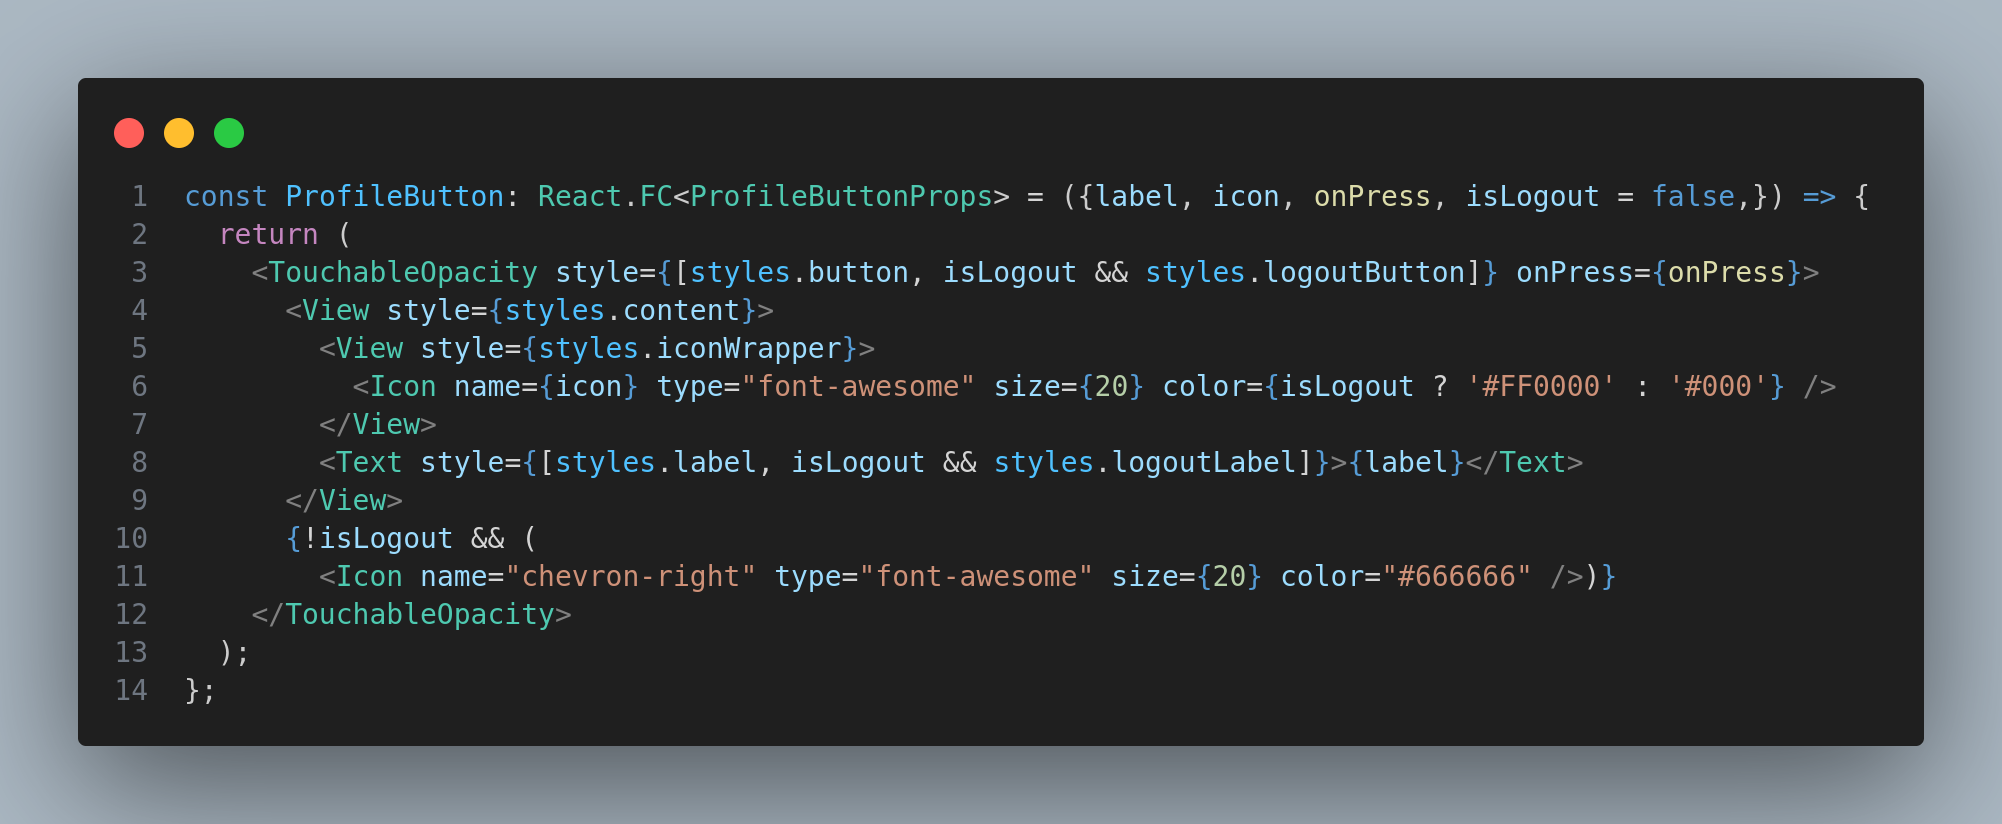 1 const ProfileButton: React.FC<ProfileButtonProps> = ({label, icon, onPress, isLogout = false,}) => {
2   return (
3     <TouchableOpacity style={[styles.button, isLogout && styles.logoutButton]} onPress={onPress}>
4       <View style={styles.content}>
5         <View style={styles.iconWrapper}>
6           <Icon name={icon} type="font-awesome" size={20} color={isLogout ? '#FF0000' : '#000'} />
7         </View>
8         <Text style={[styles.label, isLogout && styles.logoutLabel]}>{label}</Text>
9       </View>
10       {!isLogout && (
11         <Icon name="chevron-right" type="font-awesome" size={20} color="#666666" />)}
12     </TouchableOpacity>
13   );
14 };